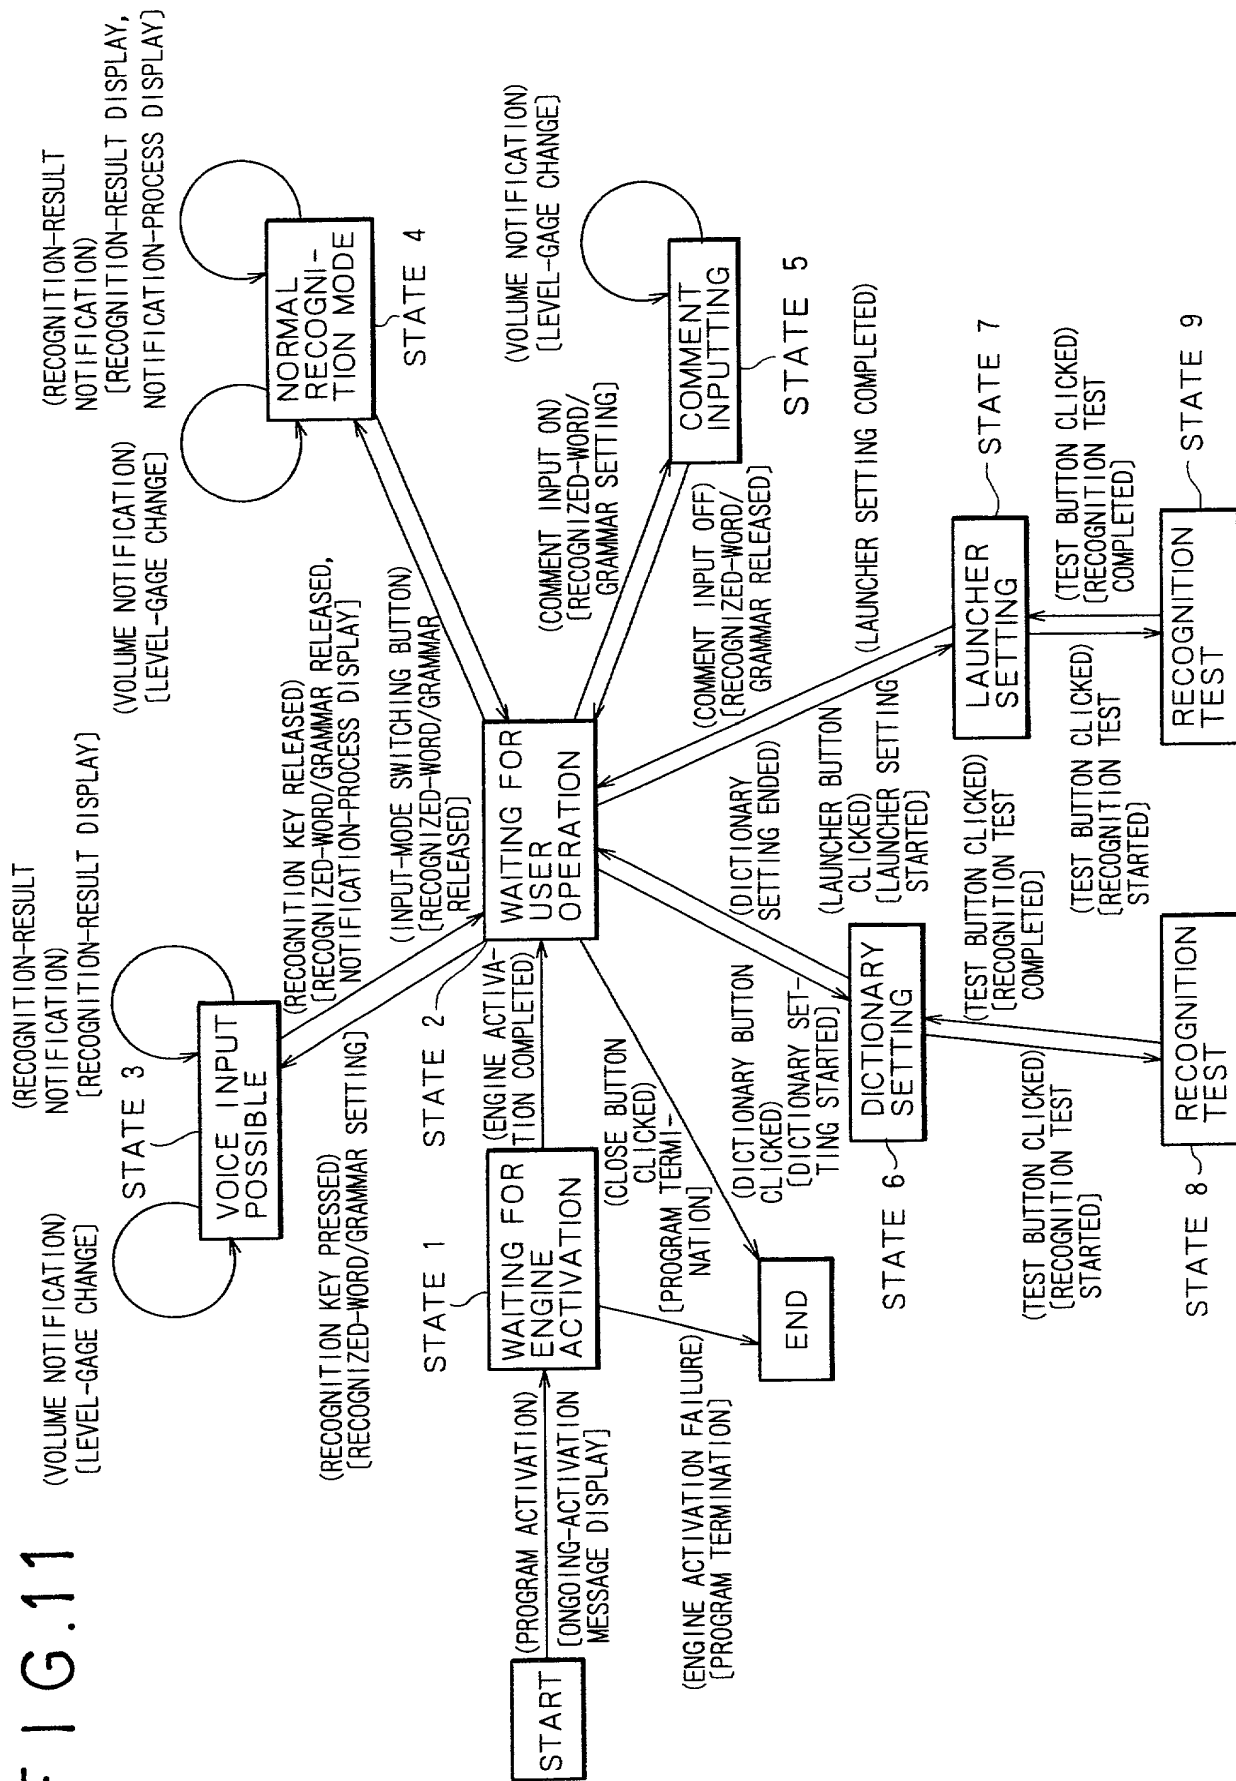 FIG.11
(VOLUME NOTIFICATION)
[LEVEL-GAGE CHANGE]
(RECOGNITION-RESULT
NOTIFICATION)
[RECOGNITION-RESULT DISPLAY]
STATE 3
VOICE INPUT
POSSIBLE
(VOLUME NOTIFICATION)
[LEVEL-GAGE CHANGE]
(RECOGNITION-RESULT
NOTIFICATION)
[RECOGNITION-RESULT DISPLAY,
NOTIFICATION-PROCESS DISPLAY]
NORMAL
RECOGNI-
TION MODE
STATE 4
(RECOGNITION KEY PRESSED)
[RECOGNIZED-WORD/GRAMMAR SETTING]
(RECOGNITION KEY RELEASED)
[RECOGNIZED-WORD/GRAMMAR RELEASED,
NOTIFICATION-PROCESS DISPLAY]
(INPUT-MODE SWITCHING BUTTON)
[RECOGNIZED-WORD/GRAMMAR
RELEASED]
STATE 1
STATE 2
START
(PROGRAM ACTIVATION)
[ONGOING-ACTIVATION
MESSAGE DISPLAY]
WAITING FOR
ENGINE
ACTIVATION
(ENGINE ACTIVA-
TION COMPLETED)
WAITING FOR
USER
OPERATION
(COMMENT INPUT ON)
[RECOGNIZED-WORD/
GRAMMAR SETTING]
(VOLUME NOTIFICATION)
[LEVEL-GAGE CHANGE]
COMMENT
INPUTTING
STATE 5
(COMMENT INPUT OFF)
[RECOGNIZED-WORD/
GRAMMAR RELEASED]
(ENGINE ACTIVATION FAILURE)
[PROGRAM TERMINATION]
(CLOSE BUTTON
CLICKED)
[PROGRAM TERMI-
NATION]
END
(DICTIONARY BUTTON
CLICKED)
[DICTIONARY SET-
TING STARTED]
(DICTIONARY
SETTING ENDED)
(LAUNCHER BUTTON
CLICKED)
[LAUNCHER SETTING
STARTED]
(LAUNCHER SETTING COMPLETED)
DICTIONARY
SETTING
STATE 6
LAUNCHER
SETTING
STATE 7
(TEST BUTTON CLICKED)
[RECOGNITION TEST
STARTED]
(TEST BUTTON CLICKED)
[RECOGNITION TEST
COMPLETED]
(TEST BUTTON CLICKED)
[RECOGNITION TEST
STARTED]
(TEST BUTTON CLICKED)
[RECOGNITION TEST
COMPLETED]
STATE 8
RECOGNITION
TEST
RECOGNITION
TEST
STATE 9